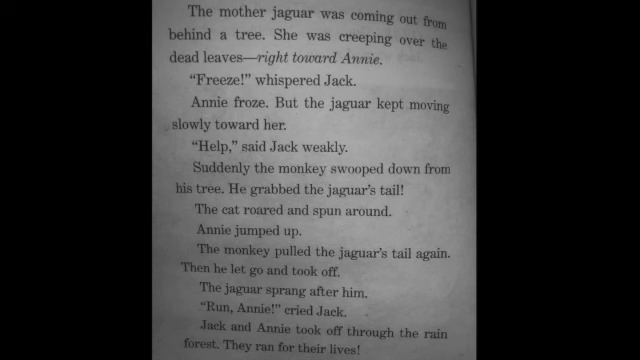 The mother jaguar was coming out from
behind a tree. She was creeping over the
dead leaves—right toward Annie.
"Freeze!" whispered Jack.
Annie froze. But the jaguar kept moving
slowly toward her.
"Help," said Jack weakly.
Suddenly the monkey swooped down from
his tree. He grabbed the jaguar's tail!
The cat roared and spun around.
Annie jumped up.
The monkey pulled the jaguar's tail again.
Then he let go and took off.
The jaguar sprang after him.
"Run, Annie!" cried Jack.
Jack and Annie took off through the rain
forest. They ran for their lives!